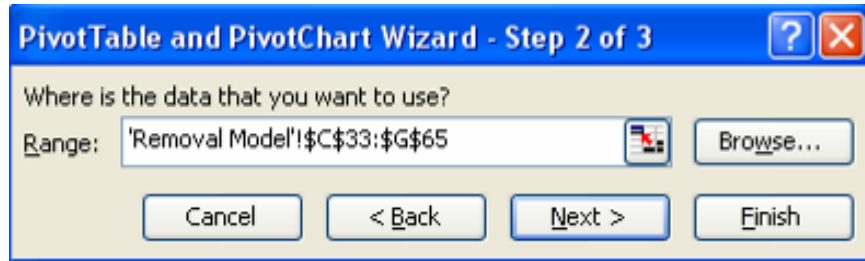 PivotTable and PivotChart Wizard - Step 2 of 3 ?
Where is the data that you want to use?
Range: 'Removal Model'!$C$33:$G$65 Browse...
Cancel < Back Next > Finish